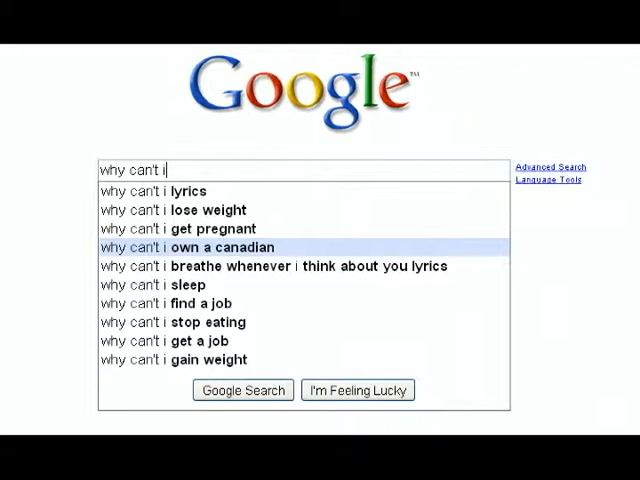 Google™
why can't i
Advanced Search
Language Tools
why can't i lyrics
why can't i lose weight
why can't i get pregnant
why can't i own a canadian
why can't i breathe whenever i think about you lyrics
why can't i sleep
why can't i find a job
why can't i stop eating
why can't i get a job
why can't i gain weight
Google Search I'm Feeling Lucky